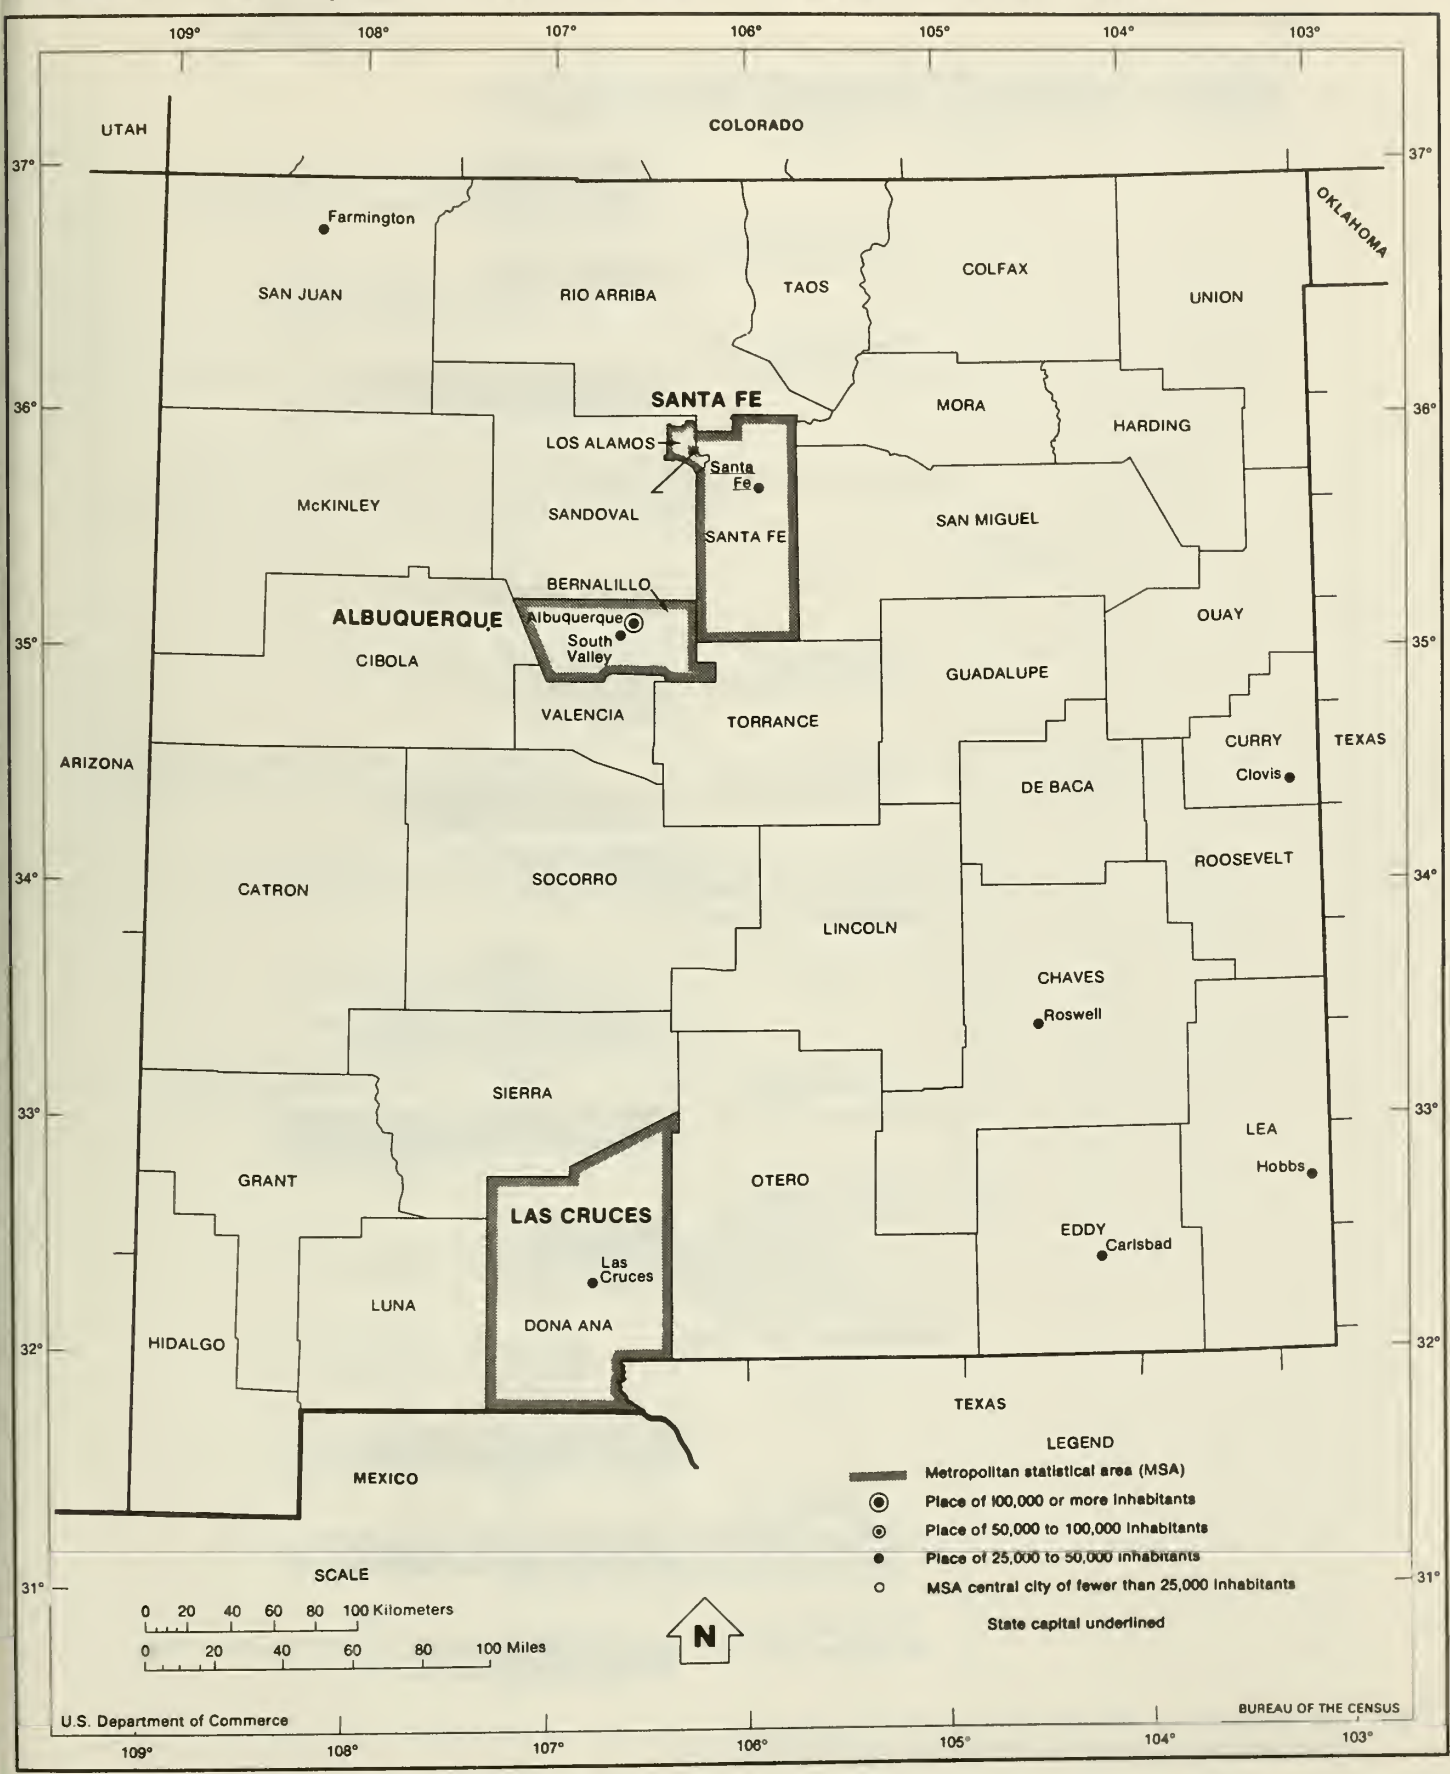 109° 108° 107° 106° 105° 104° 103°
UTAH
COLORADO
37°
37°
OKLAHOMA
Farmington
SAN JUAN
RIO ARRIBA
TAOS
COLFAX
UNION
36°
36°
SANTA FE
MORA
HARDING
LOS ALAMOS
Santa
Fe
McKINLEY
SANDOVAL
SANTA FE
SAN MIGUEL
BERNALILLO
ALBUQUERQUE
Albuquerque
South
Valley
QUAY
35°
35°
CIBOLA
GUADALUPE
VALENCIA
TORRANCE
CURRY
TEXAS
ARIZONA
Clovis
DE BACA
ROOSEVELT
34°
34°
CATRON
SOCORRO
LINCOLN
CHAVES
Roswell
SIERRA
33°
33°
LEA
Hobbs
GRANT
OTERO
LAS CRUCES
EDDY
Carlsbad
Las
Cruces
LUNA
DONA ANA
HIDALGO
32°
32°
TEXAS
MEXICO
LEGEND
Metropolitan statistical area (MSA)
Place of 100,000 or more inhabitants
Place of 50,000 to 100,000 inhabitants
Place of 25,000 to 50,000 inhabitants
MSA central city of fewer than 25,000 inhabitants
State capital underlined
31°
31°
SCALE
0 20 40 60 80 100 Kilometers
0 20 40 60 80 100 Miles
N
U.S. Department of Commerce
BUREAU OF THE CENSUS
109° 108° 107° 106° 105° 104° 103°